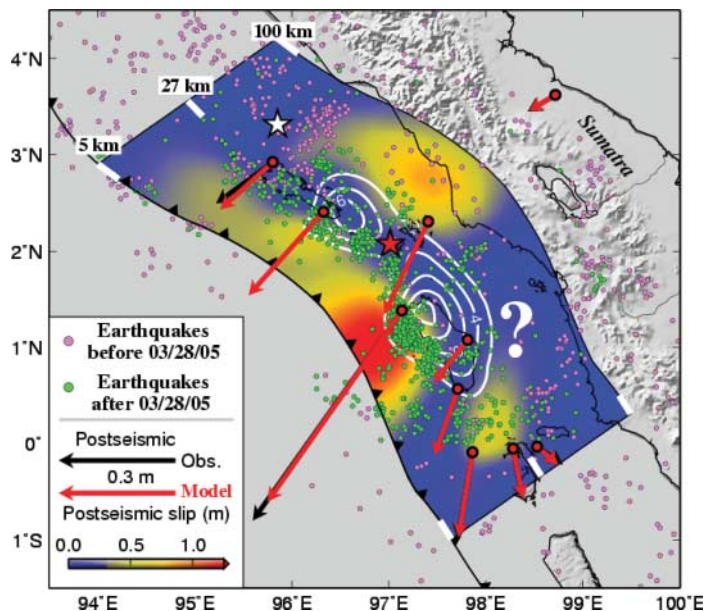 4°N
3°N
2°N
1°N
0°
1°S
94°E
95°E
96°E
97°E
98°E
99°E
100°E
100 km
27 km
5 km
Sumatra
6
4
?
Earthquakes
before 03/28/05
Earthquakes
after 03/28/05
Postseismic
Obs.
0.3 m
Model
Postseismic slip (m)
0.0 0.5 1.0